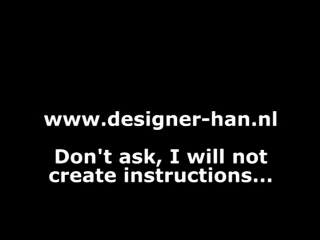 www.designer-han.nl
Don't ask, I will not
create instructions...